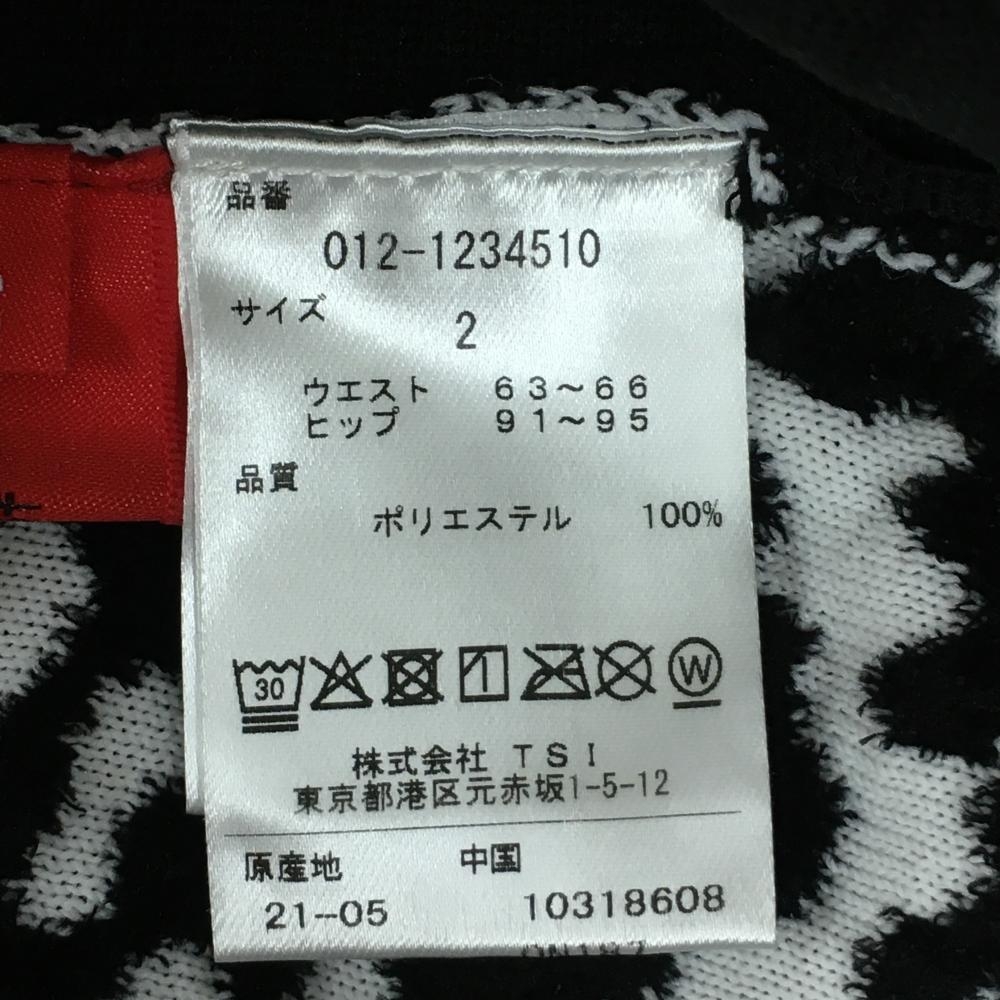 品番
012-1234510
サイズ
2
ウエスト 63~66
ヒップ 91~95
品質
ポリエステル 100%
30
W
株式会社 TSI
東京都港区元赤坂1-5-12
原産地 中国
21-05 10318608